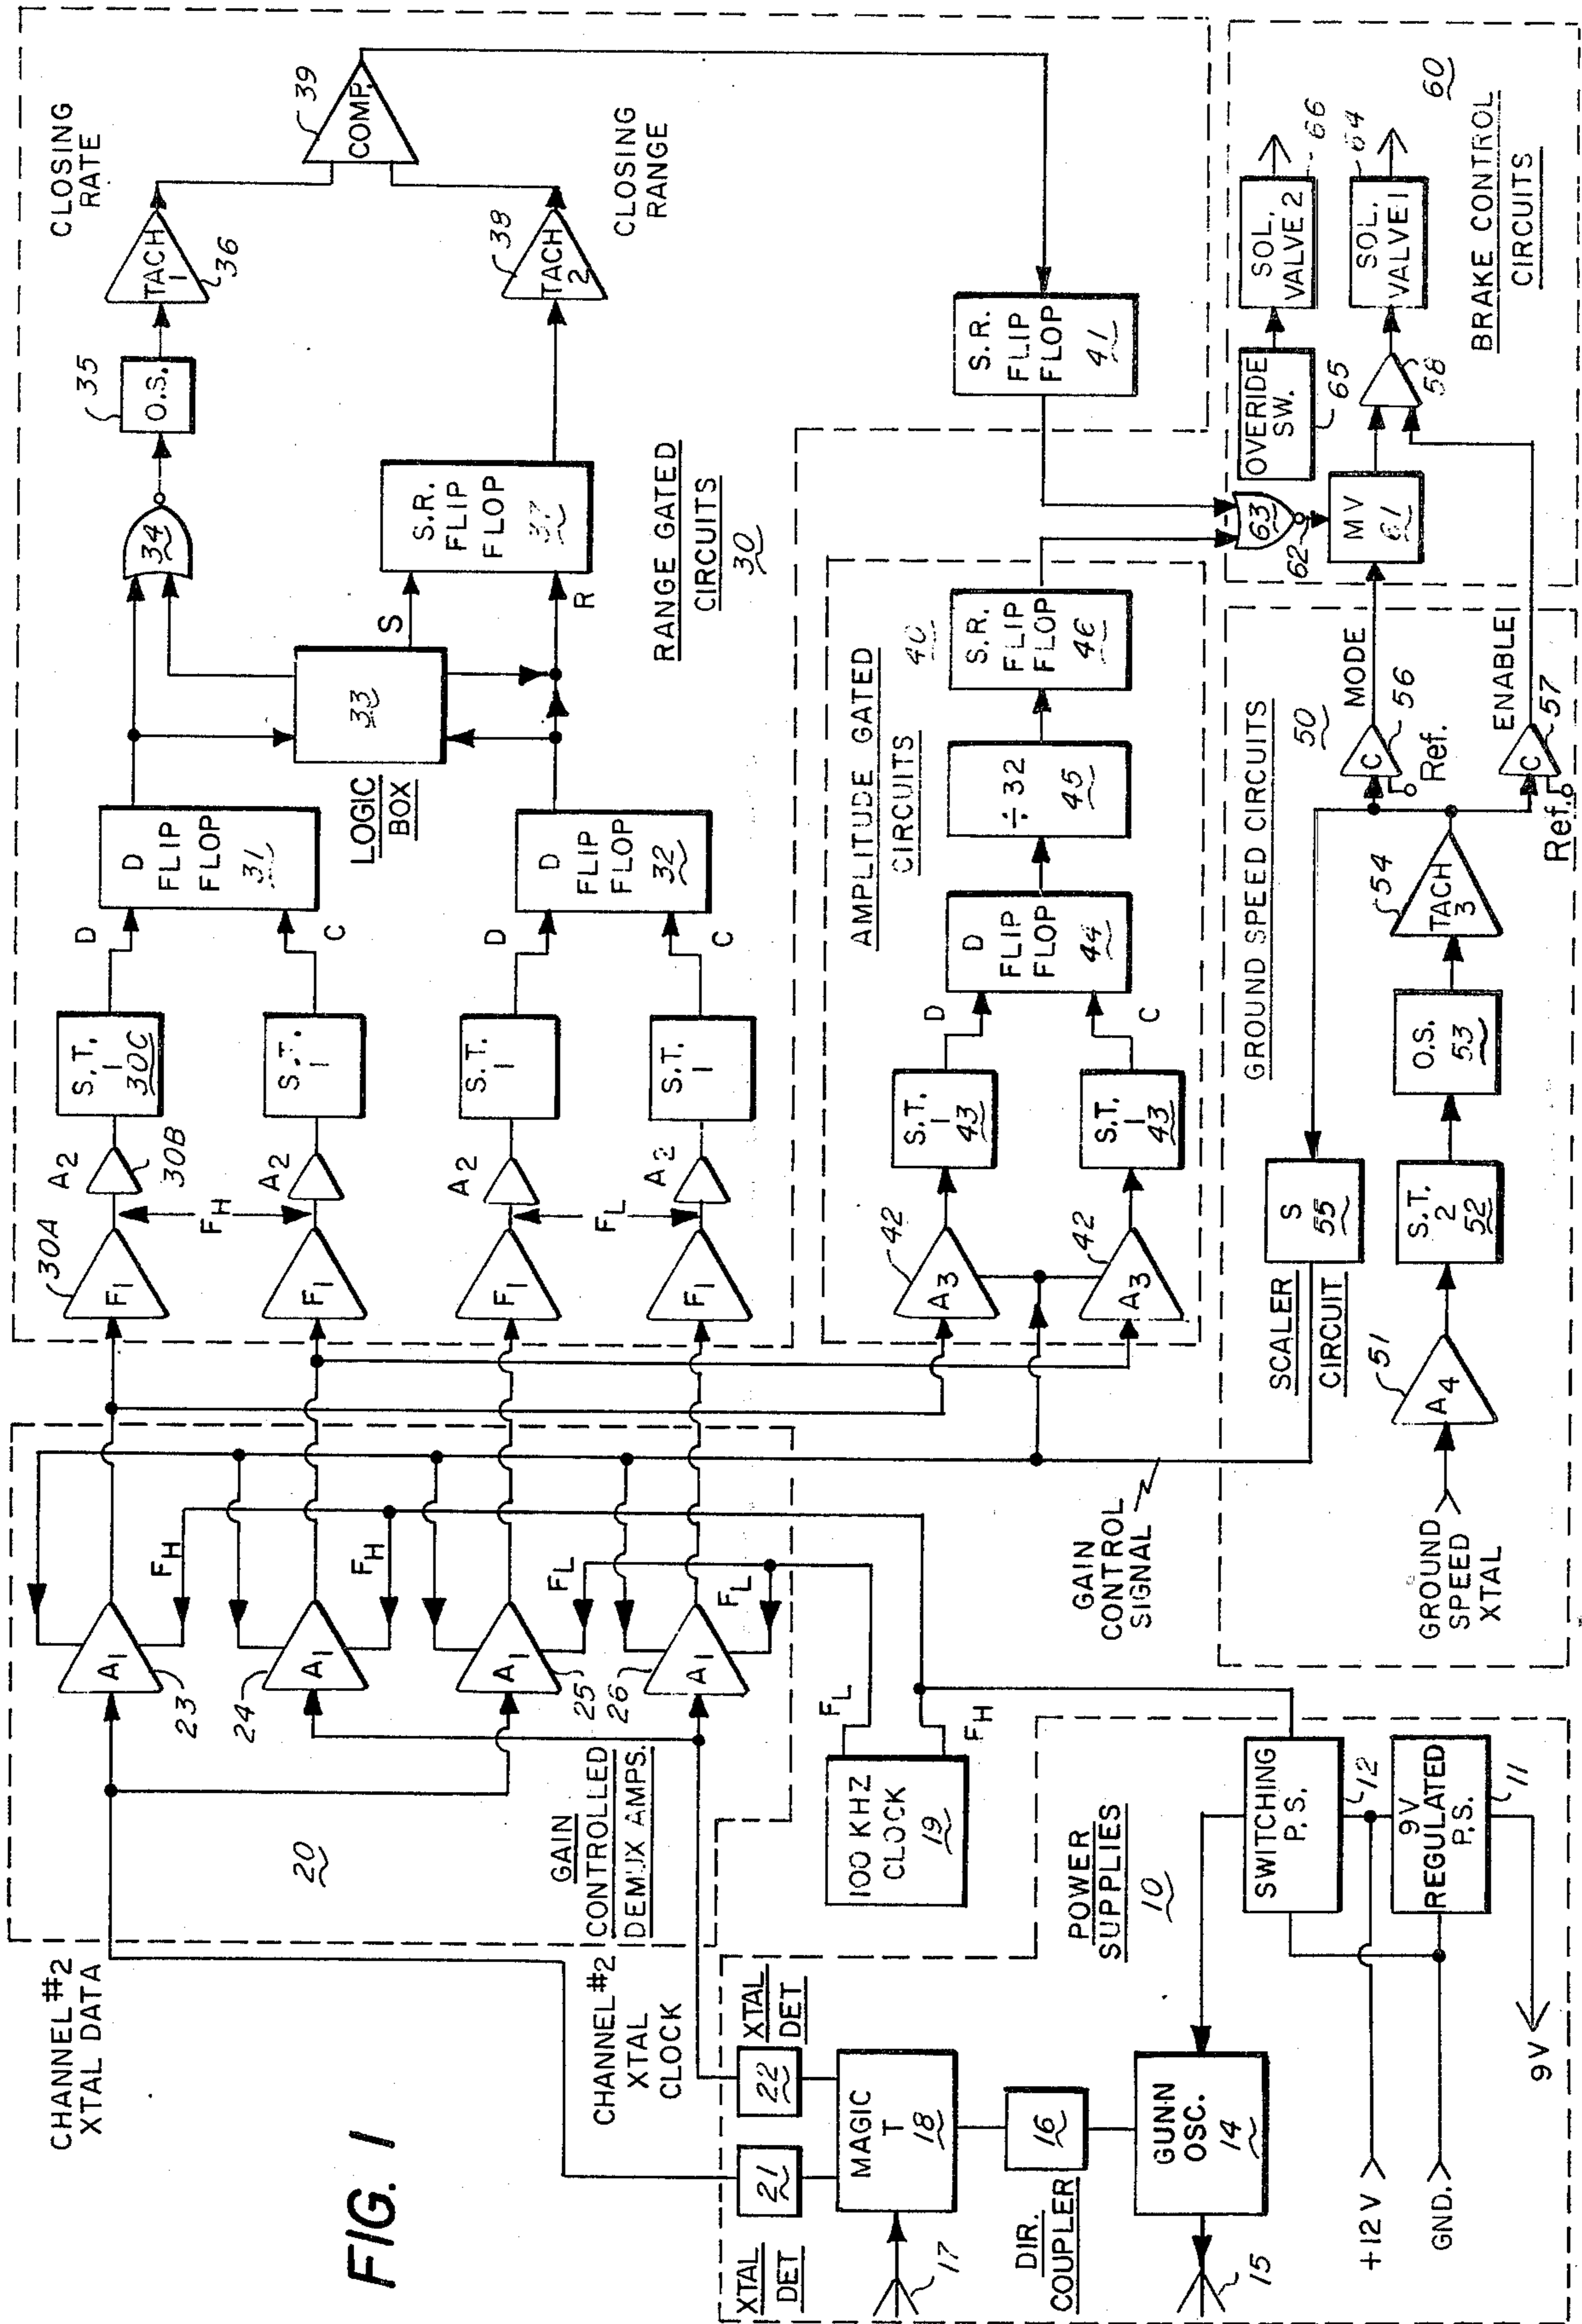 FIG. 1
CHANNEL #2
XTAL DATA
CHANNEL #2
XTAL
CLOCK
20
GAIN
CONTROLLED
DEMUX AMPS.
A1
23
FH
A1
24
FH
A1
25
FL
A1
26
FL
100 KHZ
CLOCK
19
FL
FH
GAIN
CONTROL
SIGNAL
XTAL
DET
21
XTAL
DET
22
MAGIC
T
18
17
DIR.
COUPLER
16
GUNN
OSC.
14
15
POWER
SUPPLIES
10
SWITCHING
P.S.
12
9V
REGULATED
P.S.
11
+12V
GND.
9V
30A
F1
A2
30B
S.T.
1
30C
FH
F1
A2
S.T.
1
F1
A2
S.T.
1
FL
F1
A2
S.T.
1
D
C
D
FLIP
FLOP
31
D
C
D
FLIP
FLOP
32
LOGIC
BOX
33
34
S
R
S.R.
FLIP
FLOP
37
35
O.S.
TACH
1
36
TACH
2
38
CLOSING
RATE
CLOSING
RANGE
COMP.
39
RANGE GATED
CIRCUITS
30
S.R.
FLIP
FLOP
41
AMPLITUDE GATED
CIRCUITS
40
42
A3
42
A3
S.T.
1
43
S.T.
1
43
D
C
D
FLIP
FLOP
44
÷ 32
45
S.R.
FLIP
FLOP
46
GROUND SPEED CIRCUITS
50
GROUND
SPEED
XTAL
51
A4
S.T.
2
52
O.S.
53
54
TACH
3
SCALER
CIRCUIT
S
55
MODE
C
56
Ref.
ENABLE
C
57
Ref.
63
62
MV
61
58
OVERRIDE
SW.
65
SOL.
VALVE 2
66
SOL.
VALVE 1
64
BRAKE CONTROL
CIRCUITS
60